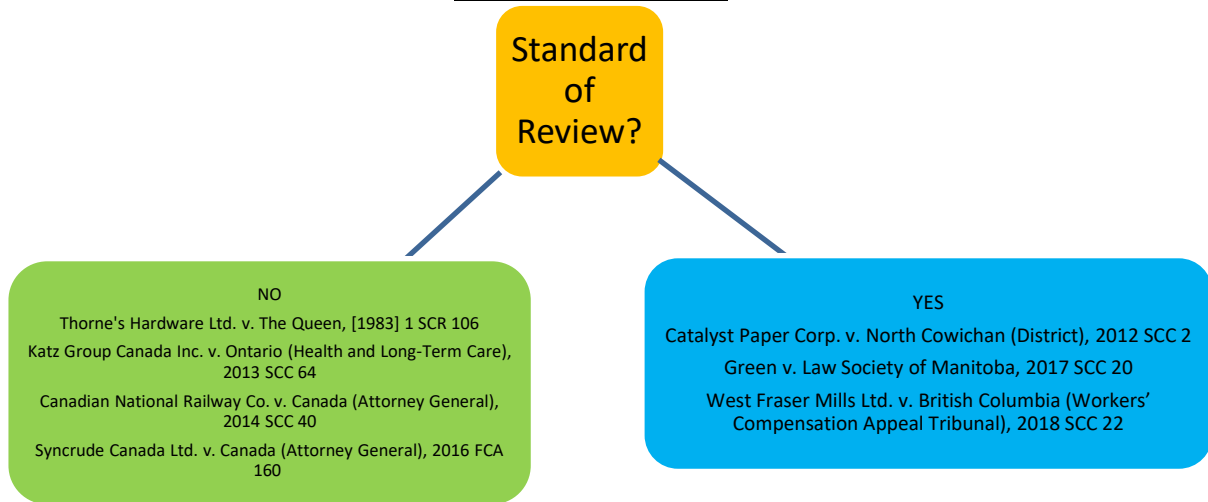 Standard
of
Review?
NO
Thorne's Hardware Ltd. v. The Queen, [1983] 1 SCR 106
Katz Group Canada Inc. v. Ontario (Health and Long-Term Care),
2013 SCC 64
Canadian National Railway Co. v. Canada (Attorney General),
2014 SCC 40
Syncrude Canada Ltd. v. Canada (Attorney General), 2016 FCA
160
YES
Catalyst Paper Corp. v. North Cowichan (District), 2012 SCC 2
Green v. Law Society of Manitoba, 2017 SCC 20
West Fraser Mills Ltd. v. British Columbia (Workers’
Compensation Appeal Tribunal), 2018 SCC 22